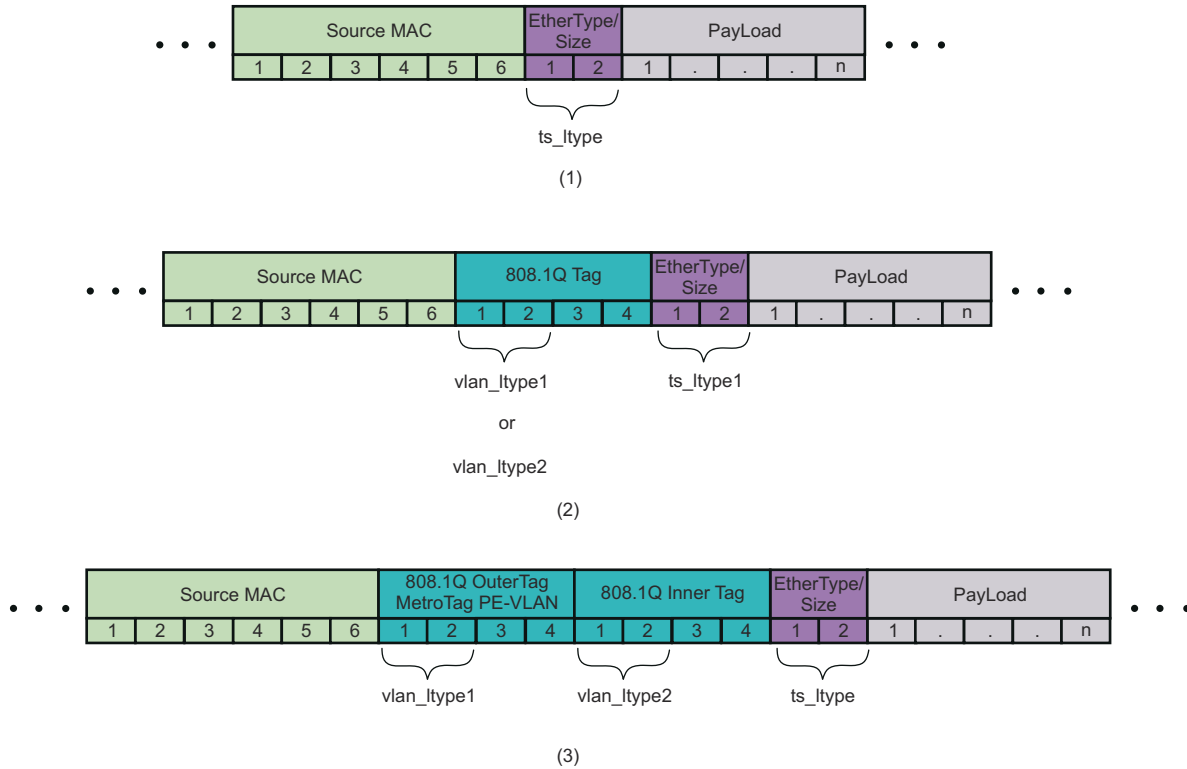 Source MAC
EtherType/
Size
PayLoad
• • •
1 2 3 4 5 6 1 2 1 . . . n
• • •
ts_ltype
(1)
Source MAC
808.1Q Tag
EtherType/
Size
PayLoad
• • •
1 2 3 4 5 6 1 2 3 4 1 2 1 . . . n
• • •
vlan_ltype1
ts_ltype1
or
vlan_ltype2
(2)
Source MAC
808.1Q OuterTag
MetroTag PE-VLAN
808.1Q Inner Tag
EtherType/
Size
PayLoad
• • •
1 2 3 4 5 6 1 2 3 4 1 2 3 4 1 2 1 . . . n
• • •
vlan_ltype1
vlan_ltype2
ts_ltype
(3)